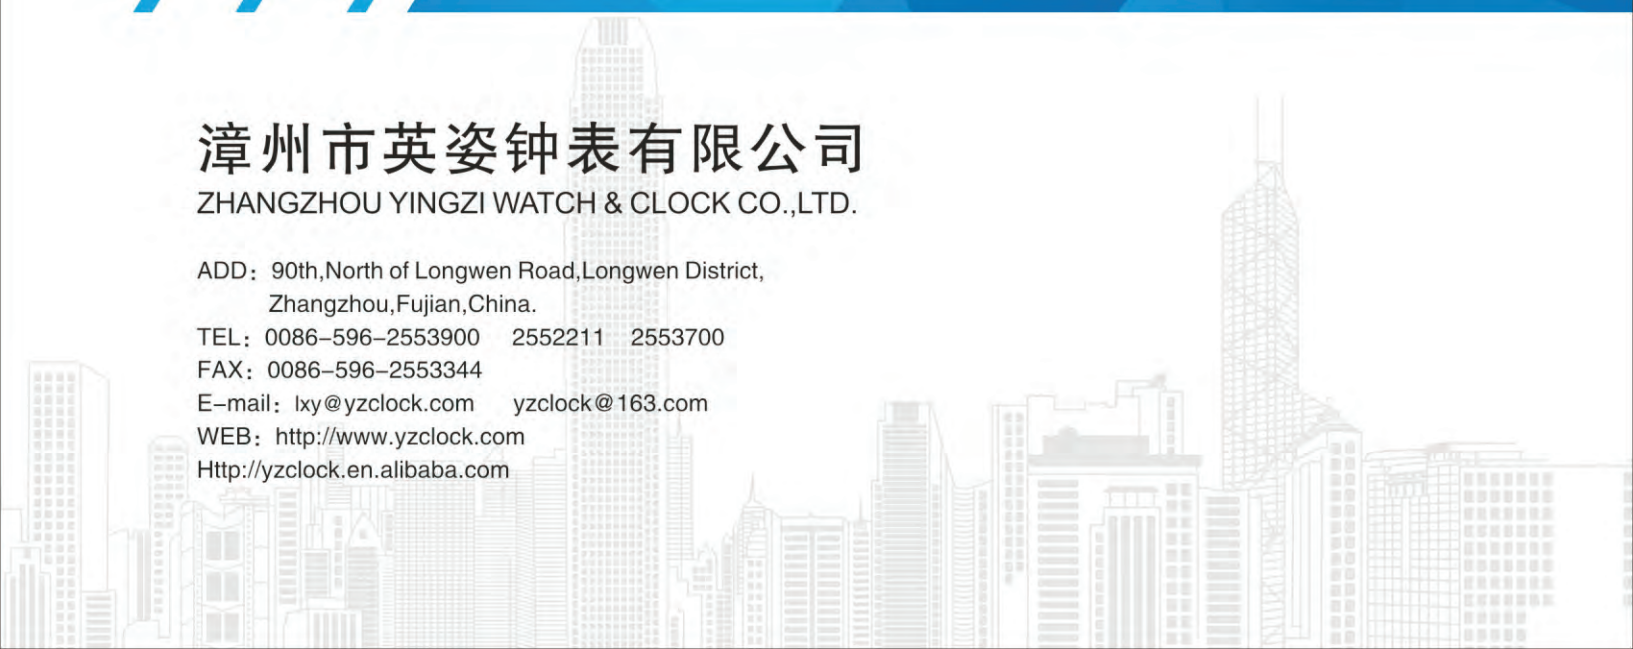 漳州市英姿钟表有限公司
ZHANGZHOU YINGZI WATCH & CLOCK CO.,LTD.
ADD：90th,North of Longwen Road,Longwen District,
Zhangzhou,Fujian,China.
TEL：0086–596–2553900 2552211 2553700
FAX：0086–596–2553344
E–mail：lxy@yzclock.com yzclock@163.com
WEB：http://www.yzclock.com
Http://yzclock.en.alibaba.com